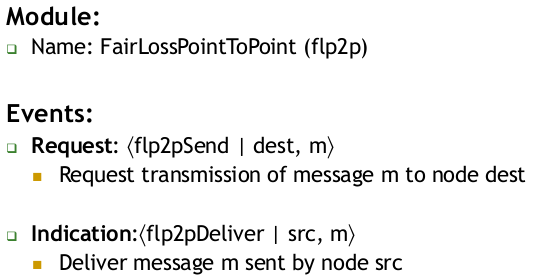 Module:
Name: FairLossPointToPoint (flp2p)
Events:
Request: ⟨flp2pSend | dest, m⟩
Request transmission of message m to node dest
Indication:⟨flp2pDeliver | src, m⟩
Deliver message m sent by node src